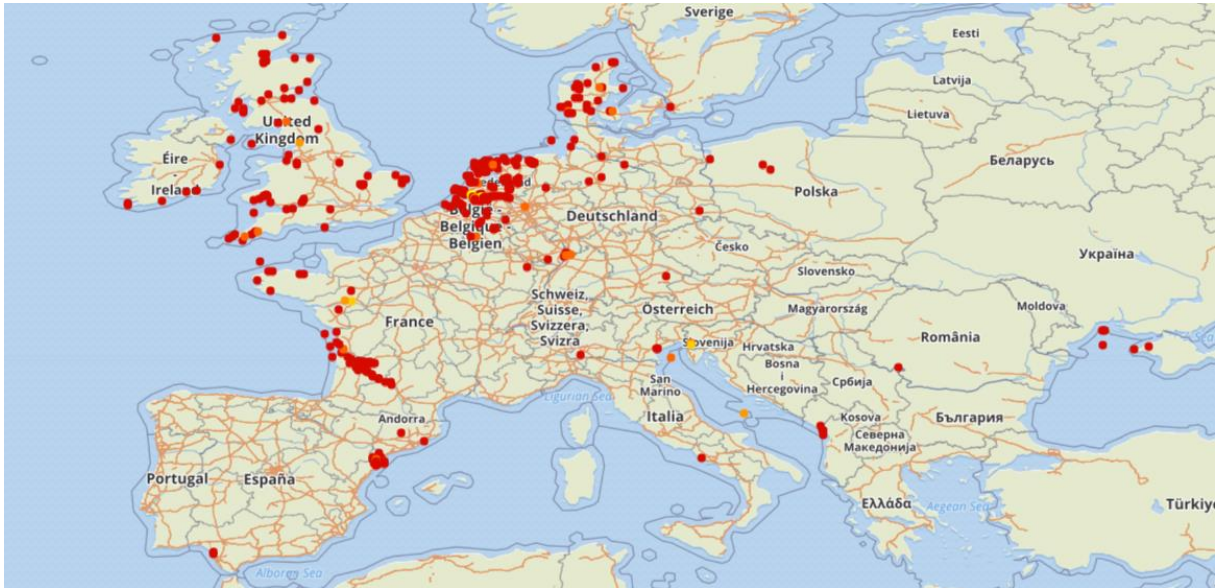 Sverige
Eesti
Latvija
Lietuva
United
Kingdom
Беларусь
Éire
-
Ireland
Polska
Deutschland
Belgique -
Belgien
Česko
Україна
Slovensko
Schweiz,
Suisse,
Svizzera,
Svizra
Österreich
Magyarország
Moldova
France
Slovenija
Hrvatska
România
Bosna
i
Hercegovina
Србија
San
Marino
Ligurian Sea
Italia
Kosova
България
Andorra
Северна
Македонија
Portugal
España
Ελλάδα
Aegean Sea
Türkiye
Alboran Sea